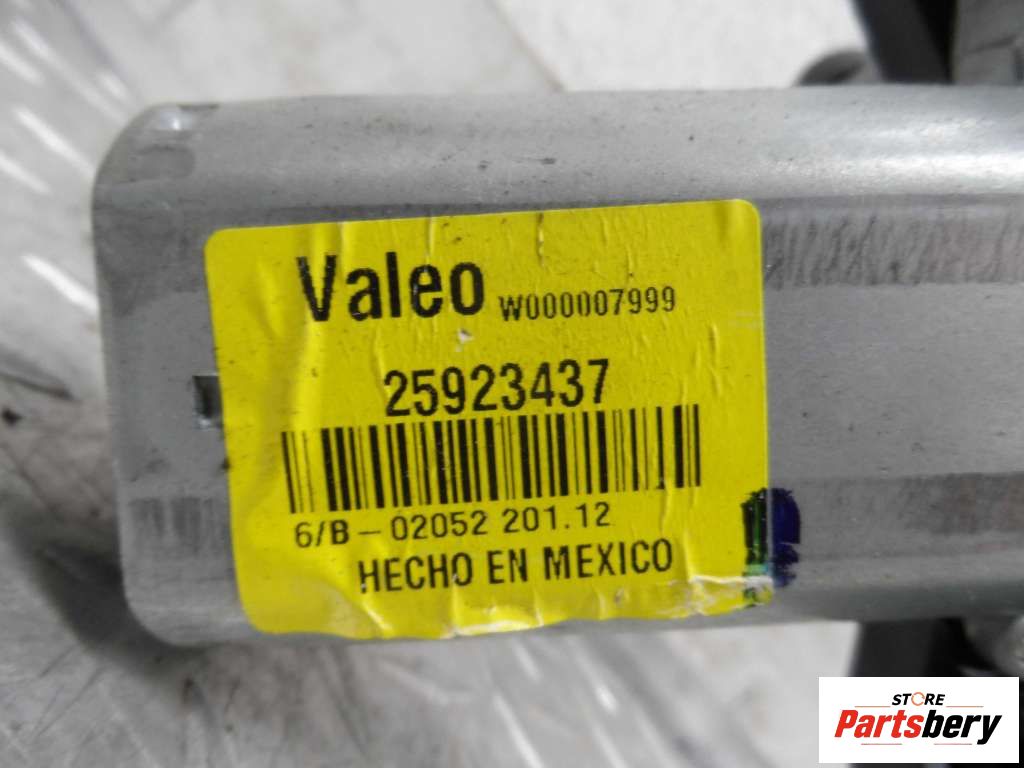 Valeo W000007999
25923437
6/B-02052 201.12
HECHO EN MEXICO
STORE
Partsbery